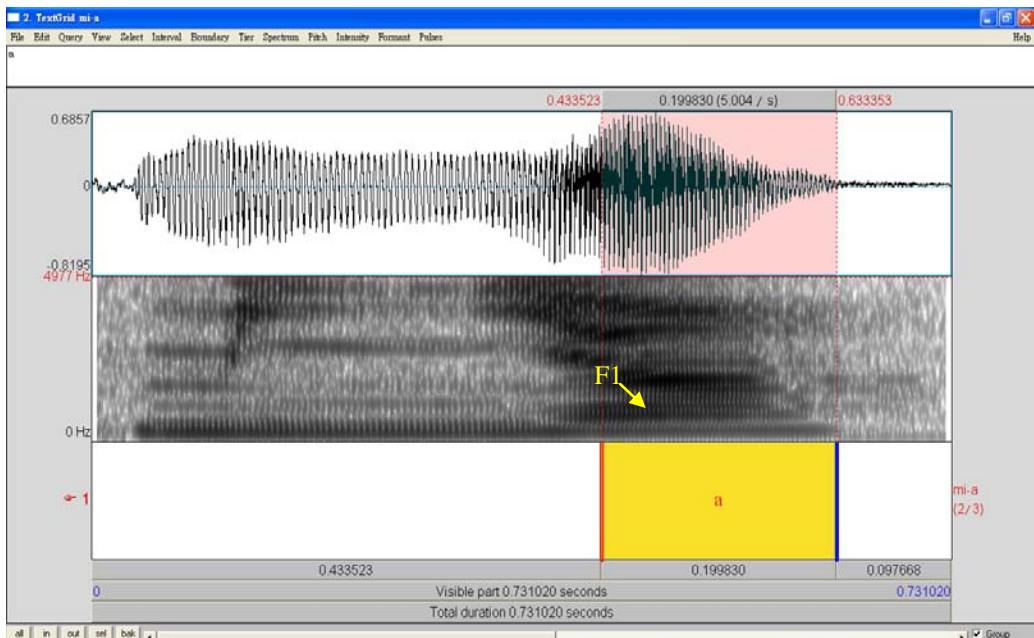 2. TextGrid mi-a
File Edit Query View Select Interval Boundary Tier Spectrum Pitch Intensity Formant Pulses Help
a
0.433523 0.199830 (5.004 / s) 0.633353
0.6857
0
-0.8195
4977 Hz
F1
0 Hz
1
a
mi-a
(2/3)
0.433523 0.199830 0.097668
0 Visible part 0.731020 seconds 0.731020
Total duration 0.731020 seconds
all in out sel bak Group